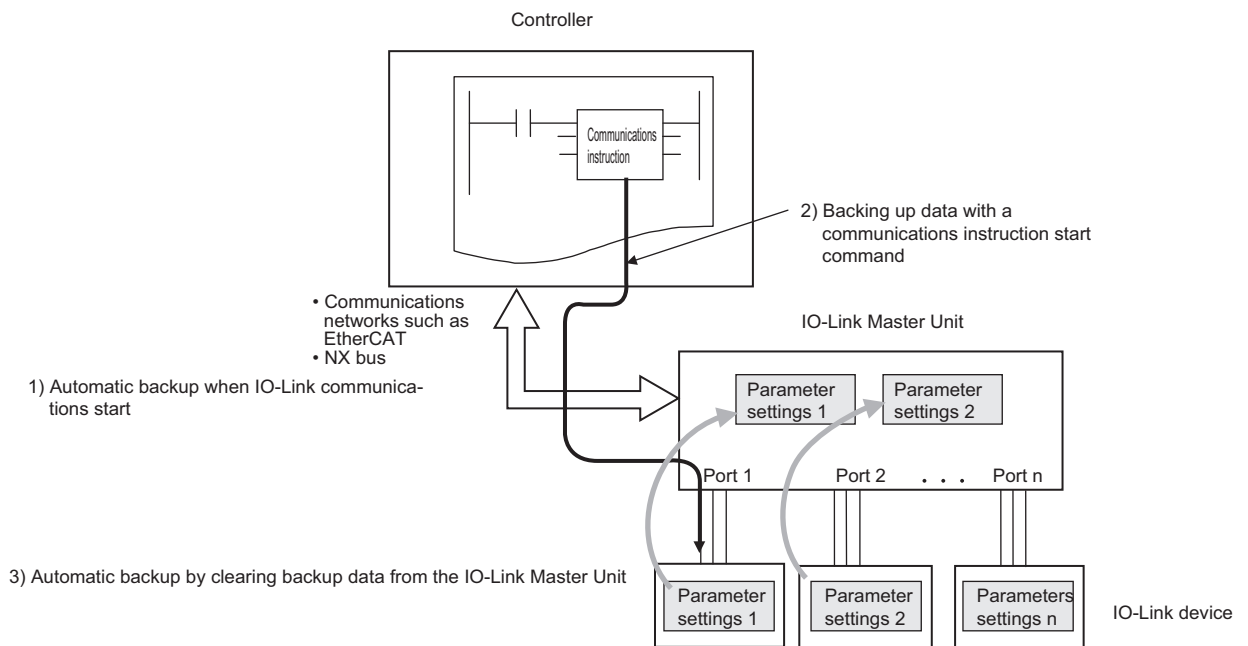 Controller
Communications
instruction
2) Backing up data with a
communications instruction start
command
• Communications
networks such as
EtherCAT
• NX bus
IO-Link Master Unit
1) Automatic backup when IO-Link communica-
tions start
Parameter
settings 1
Parameter
settings 2
Port 1
Port 2
. . .
Port n
3) Automatic backup by clearing backup data from the IO-Link Master Unit
Parameter
settings 1
Parameter
settings 2
Parameters
settings n
IO-Link device